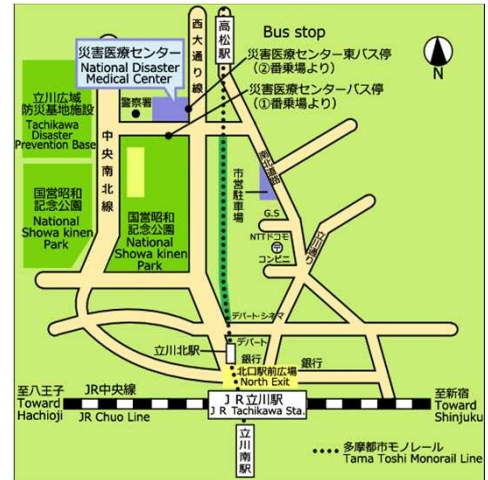 西大通り線
高松駅
Bus stop
災害医療センター
National Disaster
Medical Center
災害医療センター東バス停
(②番乗場より)
災害医療センターバス停
(①番乗場より)
N
立川広域
防災基地施設
Tachikawa
Disaster
Prevention Base
警察署
中央南北線
南北道路
市営駐車場
国営昭和
記念公園
National
Showa kinen
Park
国営昭和
記念公園
National
Showa kinen
Park
G.S
NTTドコモ
コンビニ
立川通り
デパート・シネマ
デパート
立川北駅
銀行
銀行
北口駅前広場
North Exit
至八王子
Toward
Hachioji
JR中央線
JR Chuo Line
JR立川駅
JR Tachikawa Sta.
至新宿
Toward
Shinjuku
立川南駅
多摩都市モノレール
Tama Toshi Monorail Line